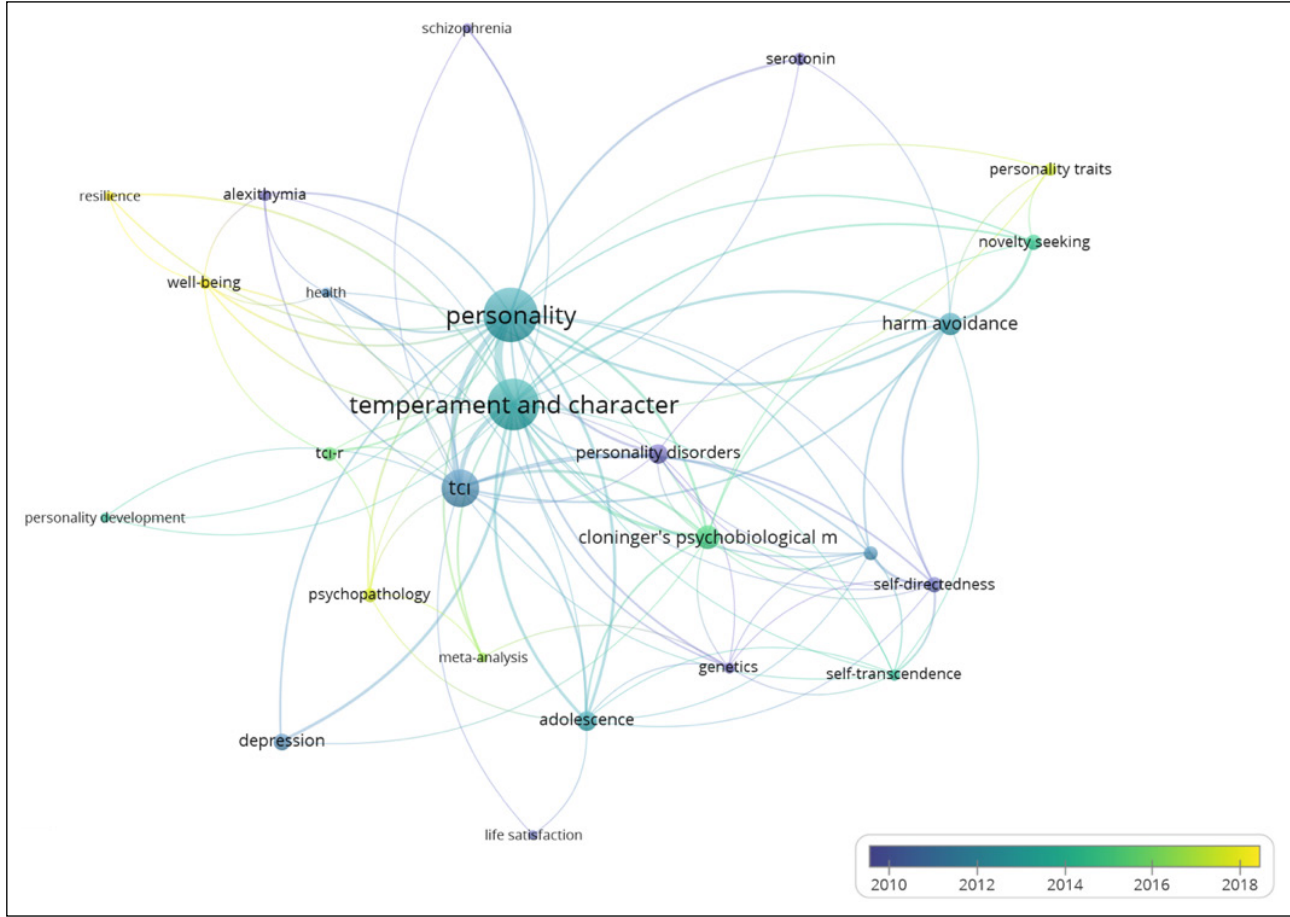 schizophrenia
serotonin
personality traits
resilience
alexithymia
novelty seeking
well-being
health
personality
harm avoidance
temperament and character
tci-r
personality disorders
tci
personality development
cloninger's psychobiological m
self-directedness
psychopathology
meta-analysis
genetics
self-transcendence
adolescence
depression
life satisfaction
2010 2012 2014 2016 2018